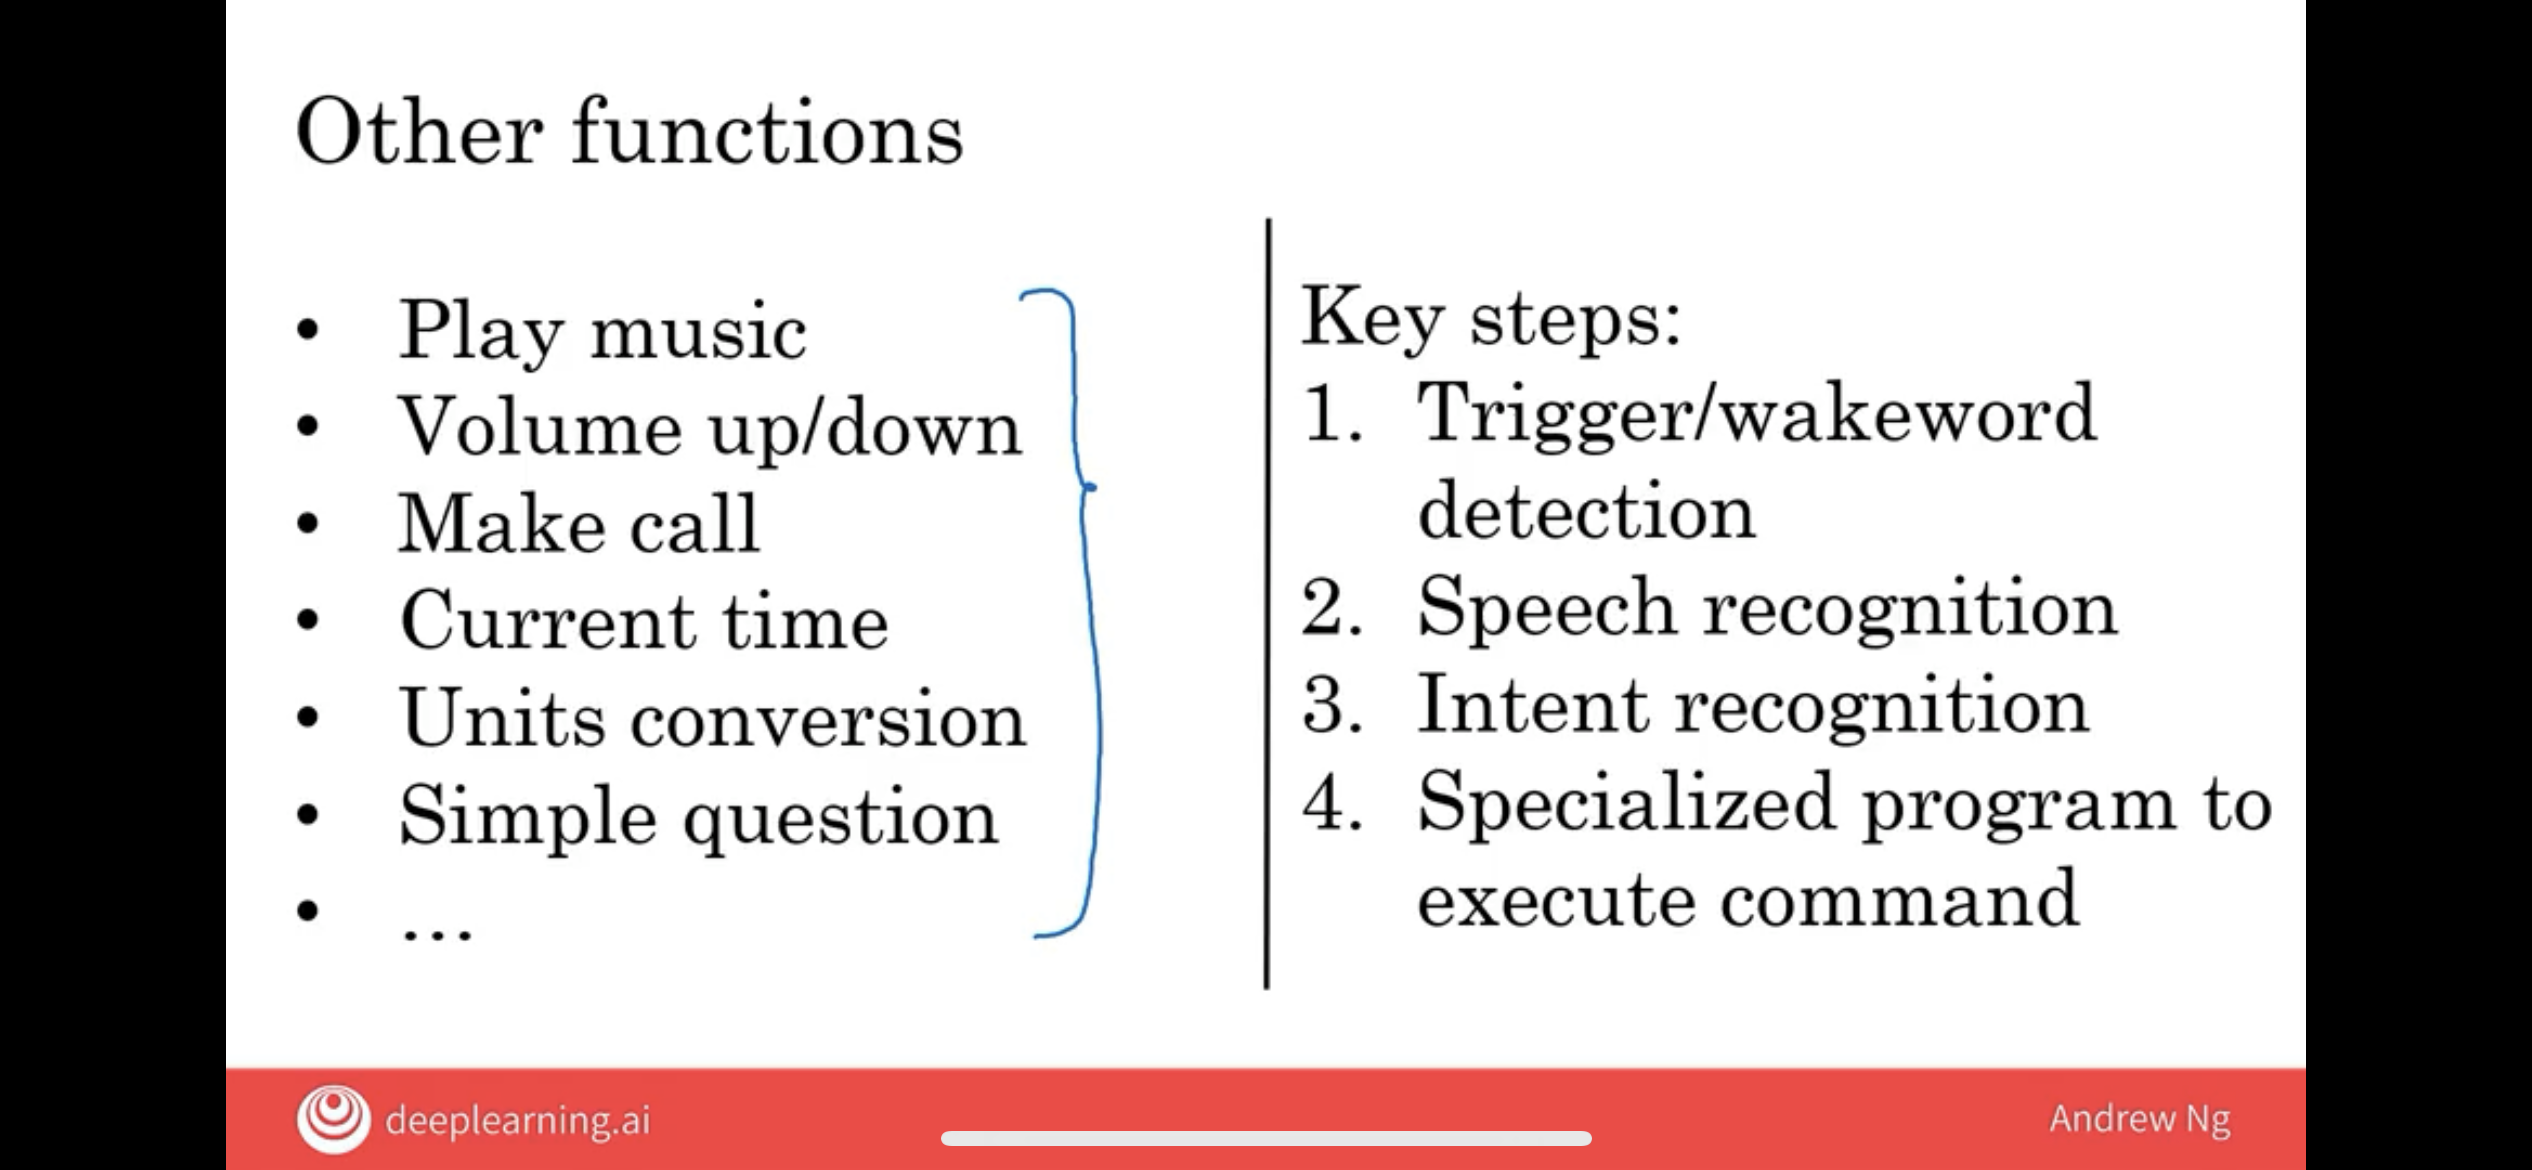 Other functions
• Play music
• Volume up/down
• Make call
• Current time
• Units conversion
• Simple question
• ...
Key steps:
1. Trigger/wakeword
detection
2. Speech recognition
3. Intent recognition
4. Specialized program to
execute command
deeplearning.ai
Andrew Ng